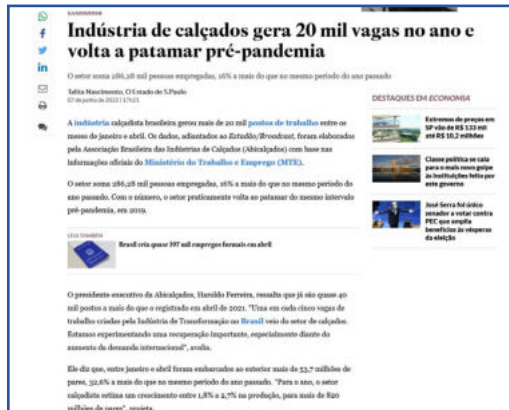 Indústria de calçados gera 20 mil vagas no ano e
volta a patamar pré-pandemia
O setor soma 286,28 mil pessoas empregadas, 16% a mais do que no mesmo período do ano passado
Talita Nascimento, O Estado de S.Paulo
07 de junho de 2022 | 17h21
A indústria calçadista brasileira gerou mais de 20 mil postos de trabalho entre os
meses de janeiro e abril. Os dados, adiantados ao Estadão/Broadcast, foram elaborados
pela Associação Brasileira das Indústrias de Calçados (Abicalçados) com base nas
informações oficiais do Ministério do Trabalho e Emprego (MTE).
O setor soma 286,28 mil pessoas empregadas, 16% a mais do que no mesmo período do
ano passado. Com o número, o setor praticamente volta ao patamar do mesmo intervalo
pré-pandemia, em 2019.
LEIA TAMBÉM
Brasil cria quase 197 mil empregos formais em abril
O presidente-executivo da Abicalçados, Haroldo Ferreira, ressalta que já são quase 40
mil postos a mais do que o registrado em abril de 2021. "Uma em cada cinco vagas de
trabalho criadas pela Indústria de Transformação no Brasil veio do setor de calçados.
Estamos experimentando uma recuperação importante, especialmente diante do
aumento da demanda internacional", avalia.
Ele diz que, entre janeiro e abril foram embarcados ao exterior mais de 53,7 milhões de
pares, 32,6% a mais do que no mesmo período do ano passado. "Para o ano, o setor
calçadista estima um crescimento entre 1,8% a 2,7% na produção, para mais de 820
milhões de pares", projeta.
DESTAQUES EM ECONOMIA
Extremos de preços em
SP vão de R$ 133 mil
até R$ 10,2 milhões
Classe política se cala
para o mais novo golpe
às instituições feito por
este governo
José Serra foi único
senador a votar contra
PEC que amplia
benefícios às vésperas
da eleição